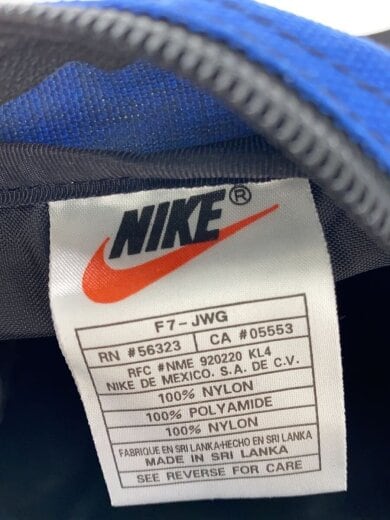 NIKE®
F7-JWG
RN #56323 CA #05553
RFC #NME 920220 KL4
NIKE DE MEXICO. S.A. DE C.V.
100% NYLON
100% POLYAMIDE
100% NYLON
FABRIQUE EN SRI LANKA-HECHO EN SRI LANKA
MADE IN SRI LANKA
SEE REVERSE FOR CARE